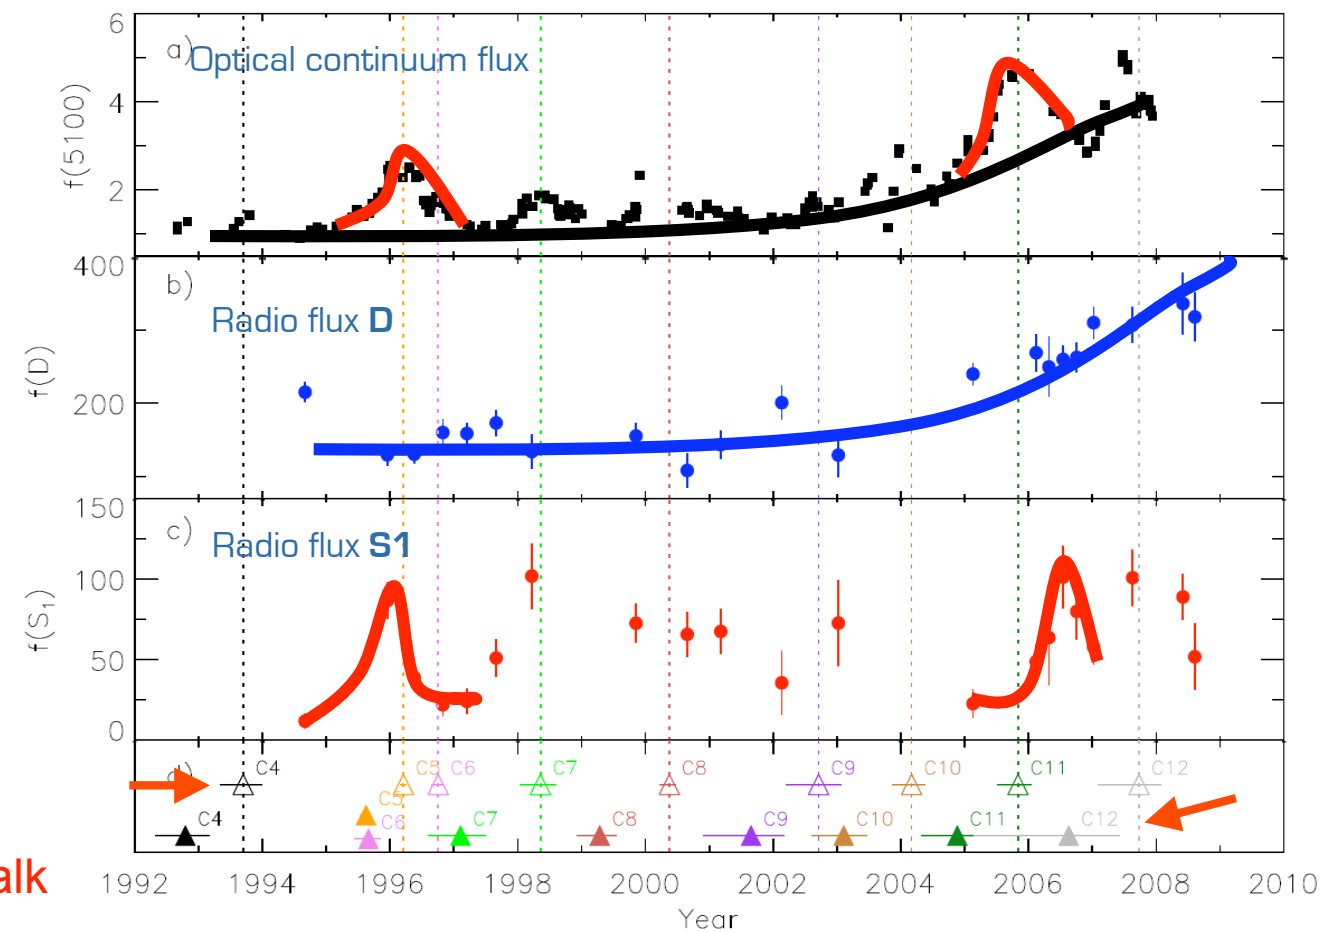 6
a) Optical continuum flux
4
2
f(5100)
400
b)
Radio flux D
200
f(D)
150
c)
Radio flux S1
100
50
0
f(S₁)
d)
C4 C5 C6 C7 C8 C9 C10 C11 C12
C5
C4 C6 C7 C8 C9 C10 C11 C12
alk
1992 1994 1996 1998 2000 2002 2004 2006 2008 2010
Year